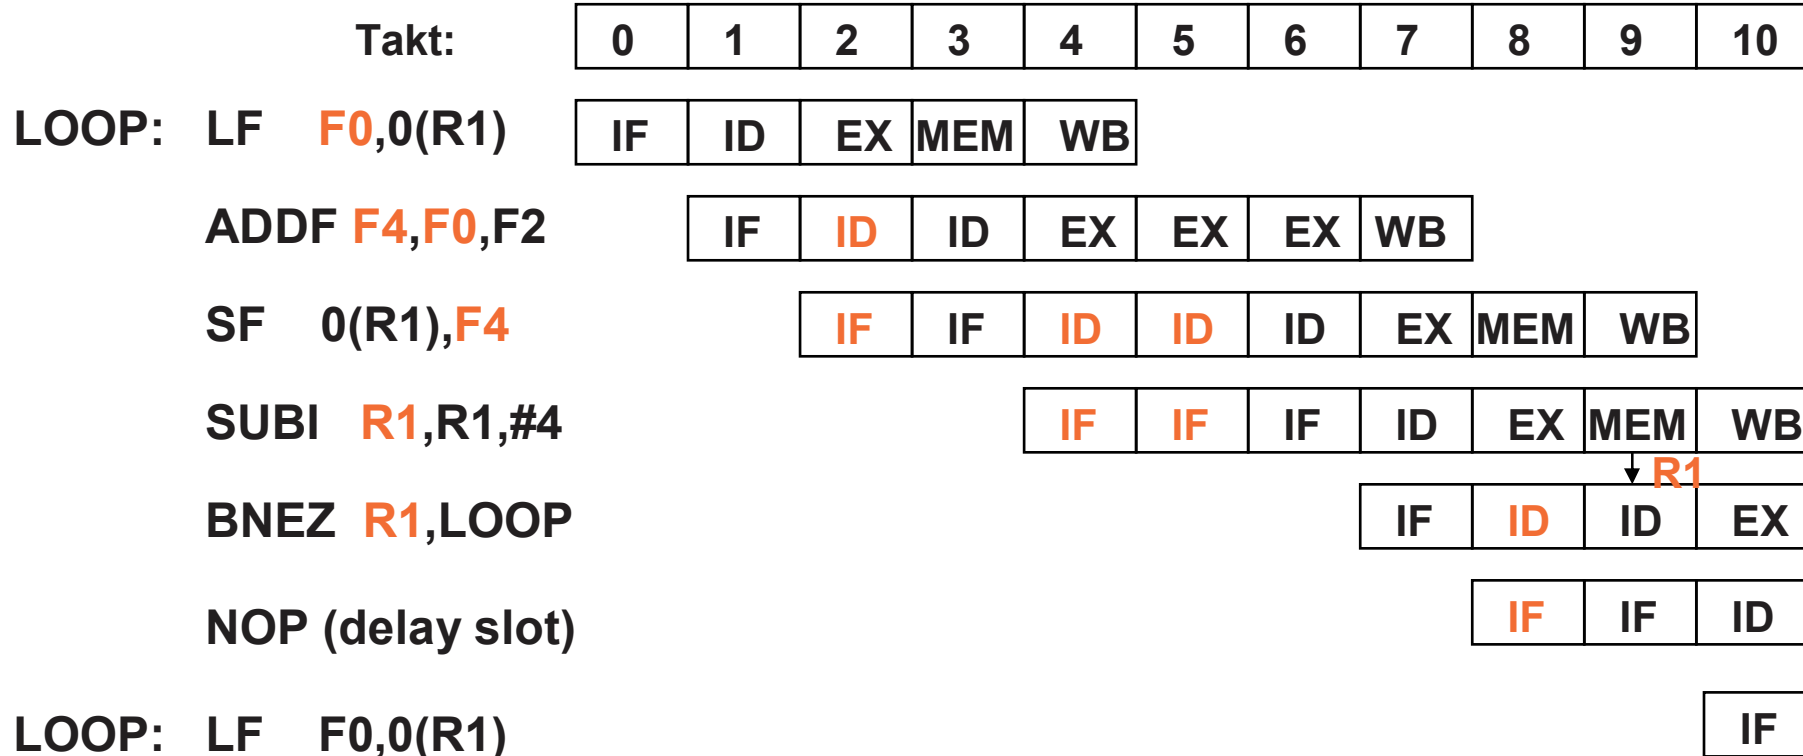 Takt: 0 1 2 3 4 5 6 7 8 9 10
LOOP: LF F0,0(R1) IF ID EX MEM WB
ADDF F4,F0,F2 IF ID ID EX EX EX WB
SF 0(R1),F4 IF IF ID ID ID EX MEM WB
SUBI R1,R1,#4 IF IF IF ID EX MEM WB
R1
BNEZ R1,LOOP IF ID ID EX
NOP (delay slot) IF IF ID
LOOP: LF F0,0(R1) IF